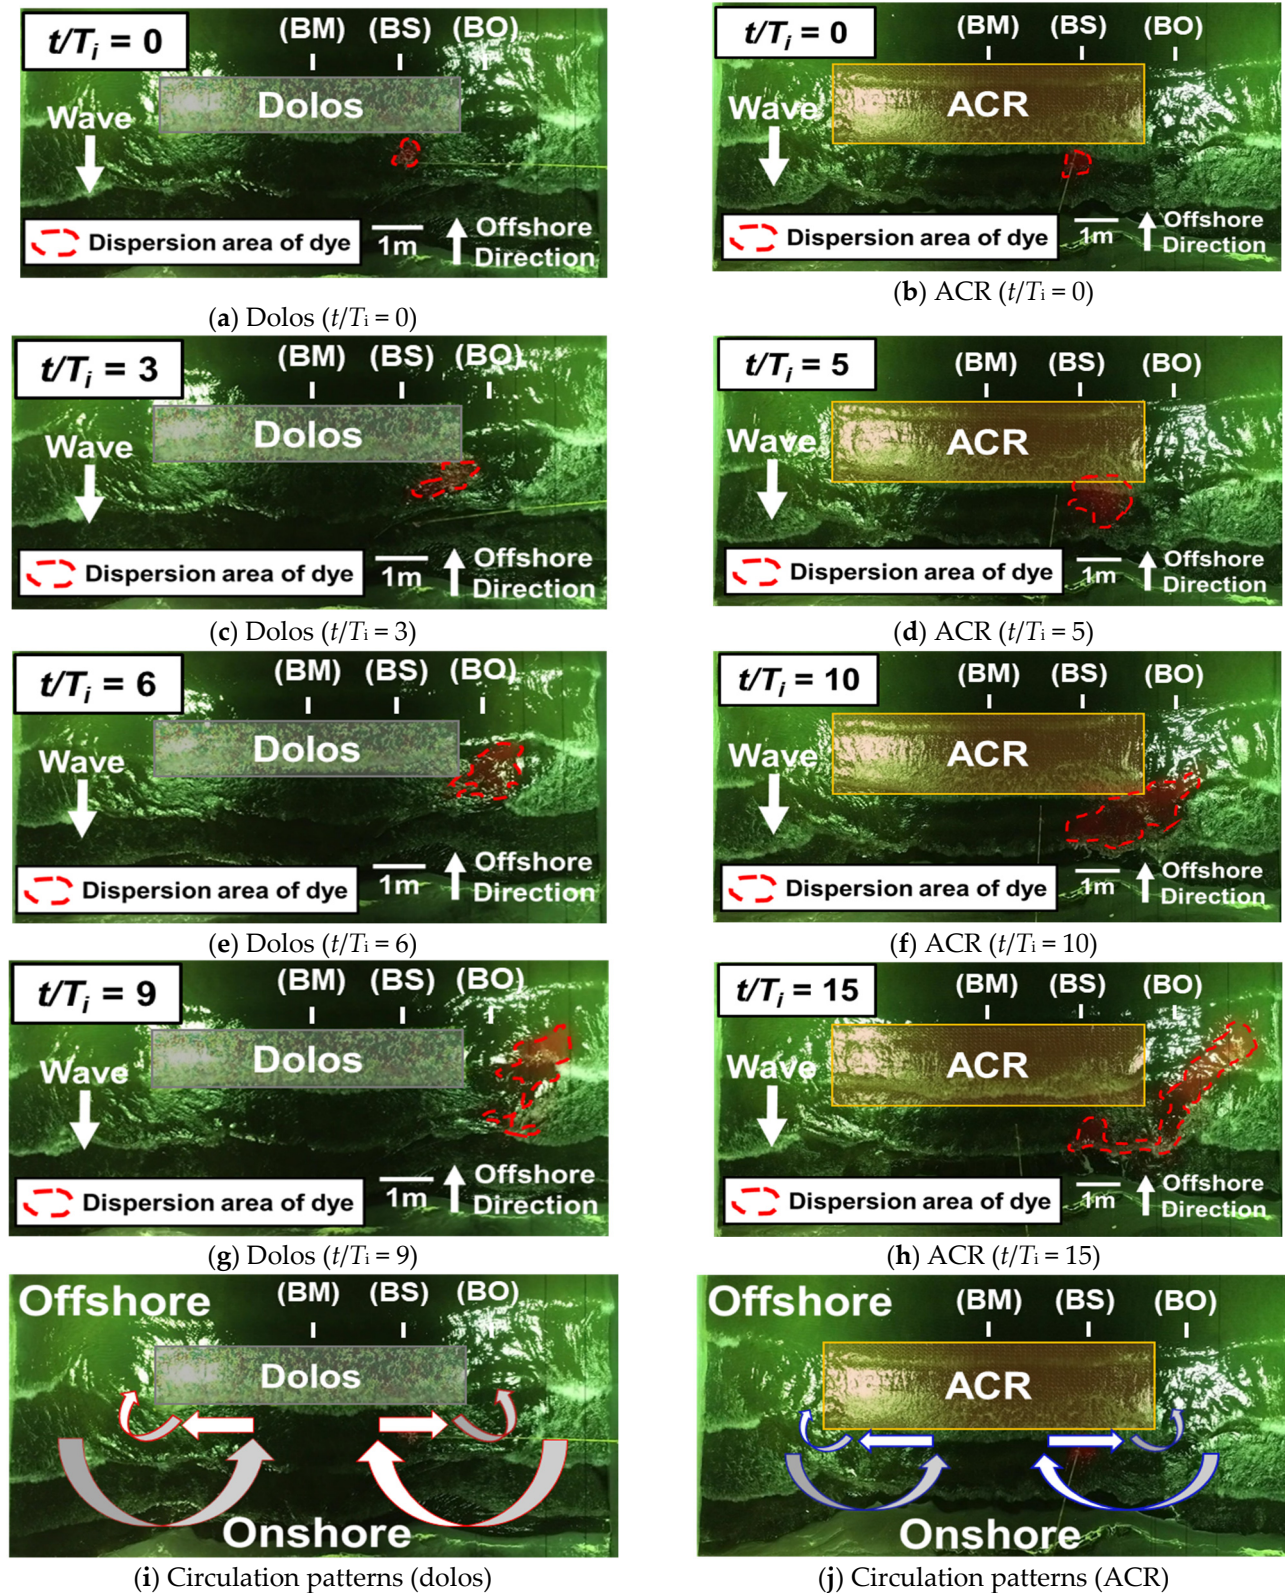 t/Ti = 0
(BM) (BS) (BO)
Dolos
Wave
Dispersion area of dye
1m
Offshore
Direction
(a) Dolos (t/Ti = 0)
t/Ti = 0
(BM) (BS) (BO)
ACR
Wave
Dispersion area of dye
1m
Offshore
Direction
(b) ACR (t/Ti = 0)
t/Ti = 3
(BM) (BS) (BO)
Dolos
Wave
Dispersion area of dye
1m
Offshore
Direction
(c) Dolos (t/Ti = 3)
t/Ti = 5
(BM) (BS) (BO)
ACR
Wave
Dispersion area of dye
1m
Offshore
Direction
(d) ACR (t/Ti = 5)
t/Ti = 6
(BM) (BS) (BO)
Dolos
Wave
Dispersion area of dye
1m
Offshore
Direction
(e) Dolos (t/Ti = 6)
t/Ti = 10
(BM) (BS) (BO)
ACR
Wave
Dispersion area of dye
1m
Offshore
Direction
(f) ACR (t/Ti = 10)
t/Ti = 9
(BM) (BS) (BO)
Dolos
Wave
Dispersion area of dye
1m
Offshore
Direction
(g) Dolos (t/Ti = 9)
t/Ti = 15
(BM) (BS) (BO)
ACR
Wave
Dispersion area of dye
1m
Offshore
Direction
(h) ACR (t/Ti = 15)
Offshore
(BM) (BS) (BO)
Dolos
Onshore
(i) Circulation patterns (dolos)
Offshore
(BM) (BS) (BO)
ACR
Onshore
(j) Circulation patterns (ACR)